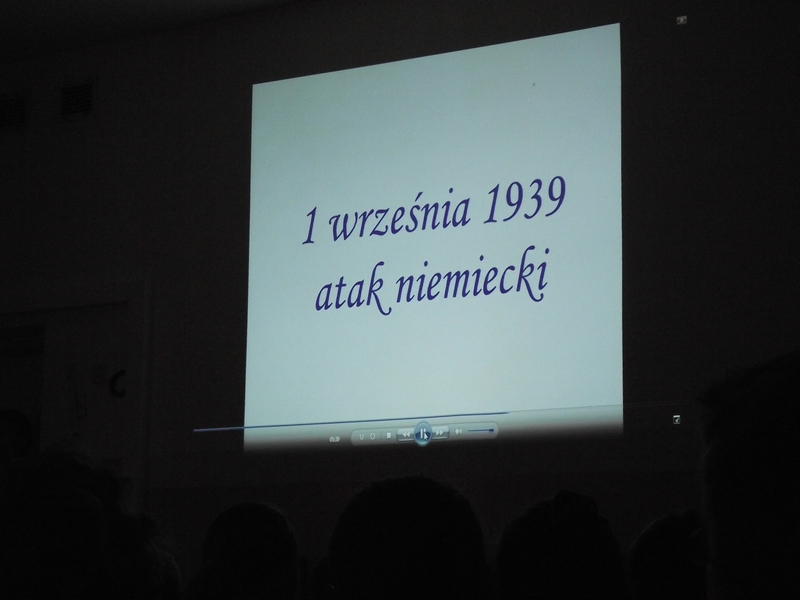 1 września 1939
atak niemiecki